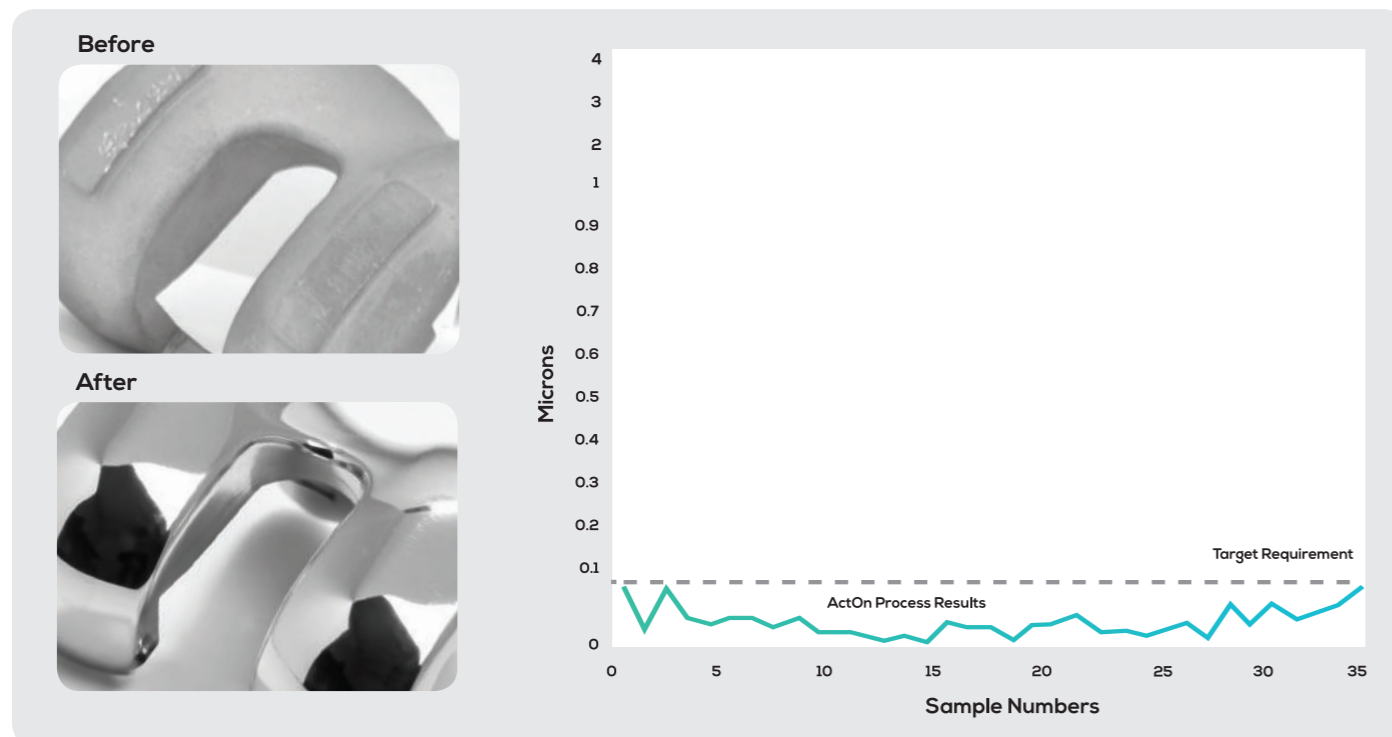 Before
After
Microns
4
3
2
1
0.9
0.8
0.7
0.6
0.5
0.4
0.3
0.2
0.1
0
Target Requirement
ActOn Process Results
0 5 10 15 20 25 30 35
Sample Numbers